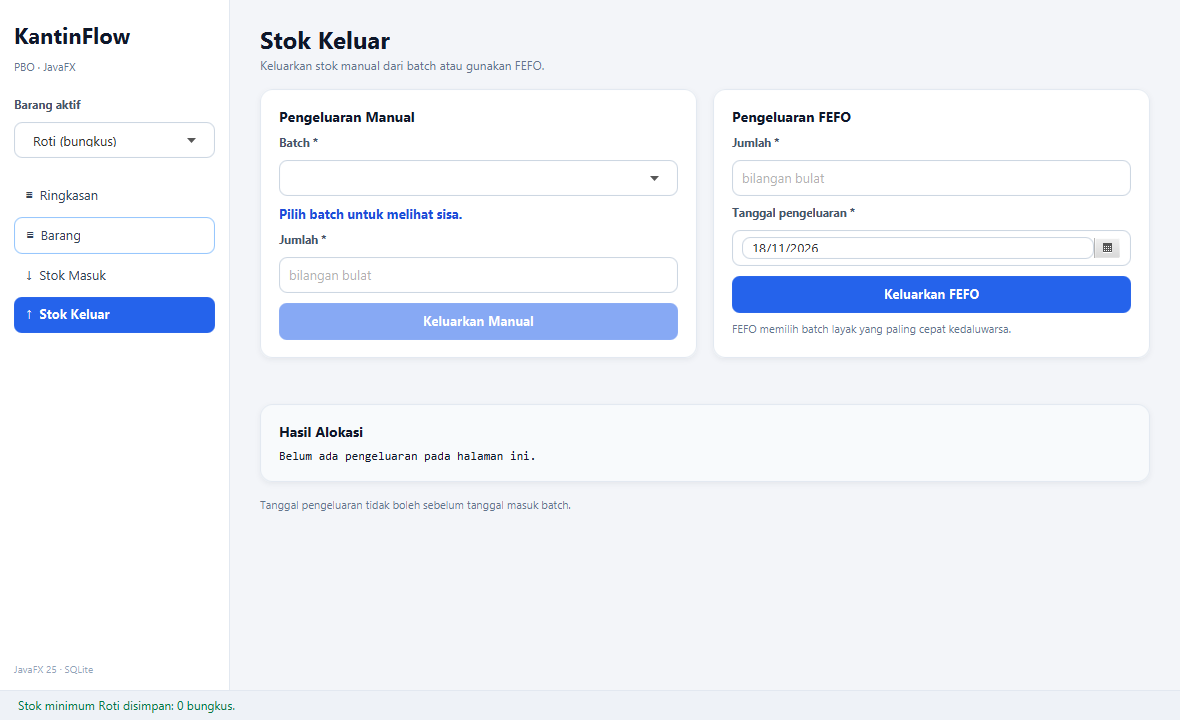 KantinFlow
PBO · JavaFX
Barang aktif
Roti (bungkus)
≡ Ringkasan
≡ Barang
↓ Stok Masuk
↑ Stok Keluar
JavaFX 25 · SQLite
Stok Keluar
Keluarkan stok manual dari batch atau gunakan FEFO.
Pengeluaran Manual
Batch *
Pilih batch untuk melihat sisa.
Jumlah *
bilangan bulat
Keluarkan Manual
Pengeluaran FEFO
Jumlah *
bilangan bulat
Tanggal pengeluaran *
18/11/2026
Keluarkan FEFO
FEFO memilih batch layak yang paling cepat kedaluwarsa.
Hasil Alokasi
Belum ada pengeluaran pada halaman ini.
Tanggal pengeluaran tidak boleh sebelum tanggal masuk batch.
Stok minimum Roti disimpan: 0 bungkus.